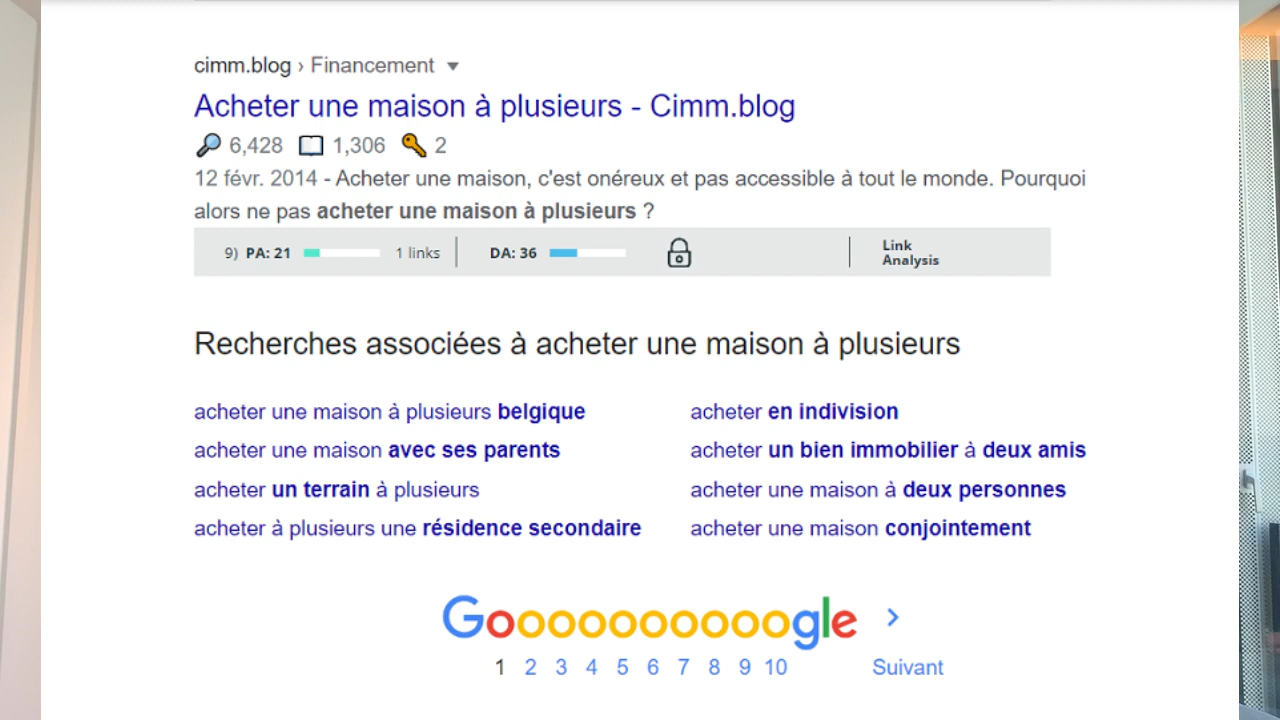 cimm.blog › Financement
Acheter une maison à plusieurs - Cimm.blog
6,428 1,306 2
12 févr. 2014 - Acheter une maison, c'est onéreux et pas accessible à tout le monde. Pourquoi
alors ne pas acheter une maison à plusieurs ?
9) PA: 21 1 links DA: 36 Link
Analysis
Recherches associées à acheter une maison à plusieurs
acheter une maison à plusieurs belgique
acheter une maison avec ses parents
acheter un terrain à plusieurs
acheter à plusieurs une résidence secondaire
acheter en indivision
acheter un bien immobilier à deux amis
acheter une maison à deux personnes
acheter une maison conjointement
Goooooooooogle
1 2 3 4 5 6 7 8 9 10 Suivant